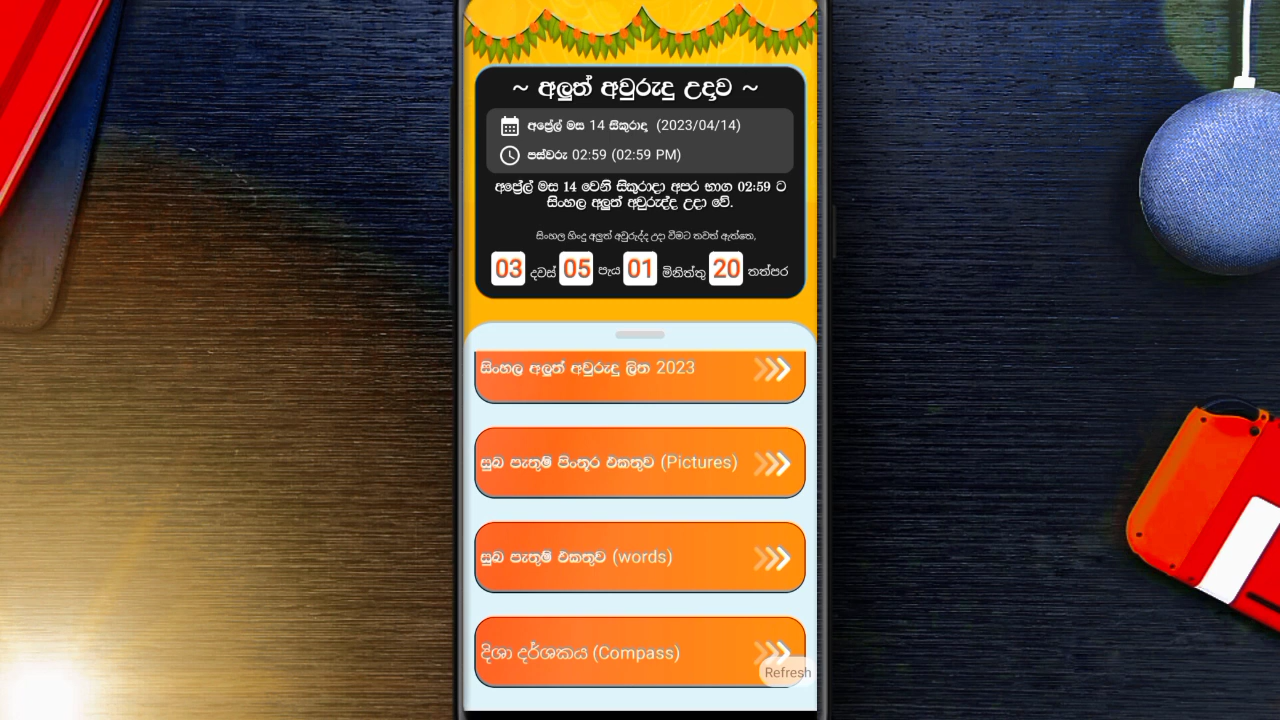 ~ අලුත් අවුරුදු උදාව ~
අප්‍රේල් මස 14 සිකුරාදා (2023/04/14)
පස්වරු 02:59 (02:59 PM)
අප්‍රේල් මස 14 වෙනි සිකුරාදා අපර භාග 02:59 ට
සිංහල අලුත් අවුරුද්ද උදා වේ.
සිංහල හිංදු අලුත් අවුරුද්ද උදා වීමට තවත් ඇත්තෙ,
03 දවස් 05 පැය 01 මිනිත්තු 20 තත්පර
සිංහල අලුත් අවුරුදු ලිත 2023
සුබ පැතුම් පිංතූර එකතුව (Pictures)
සුබ පැතුම් එකතුව (words)
දිශා දර්ශකය (Compass)
Refresh